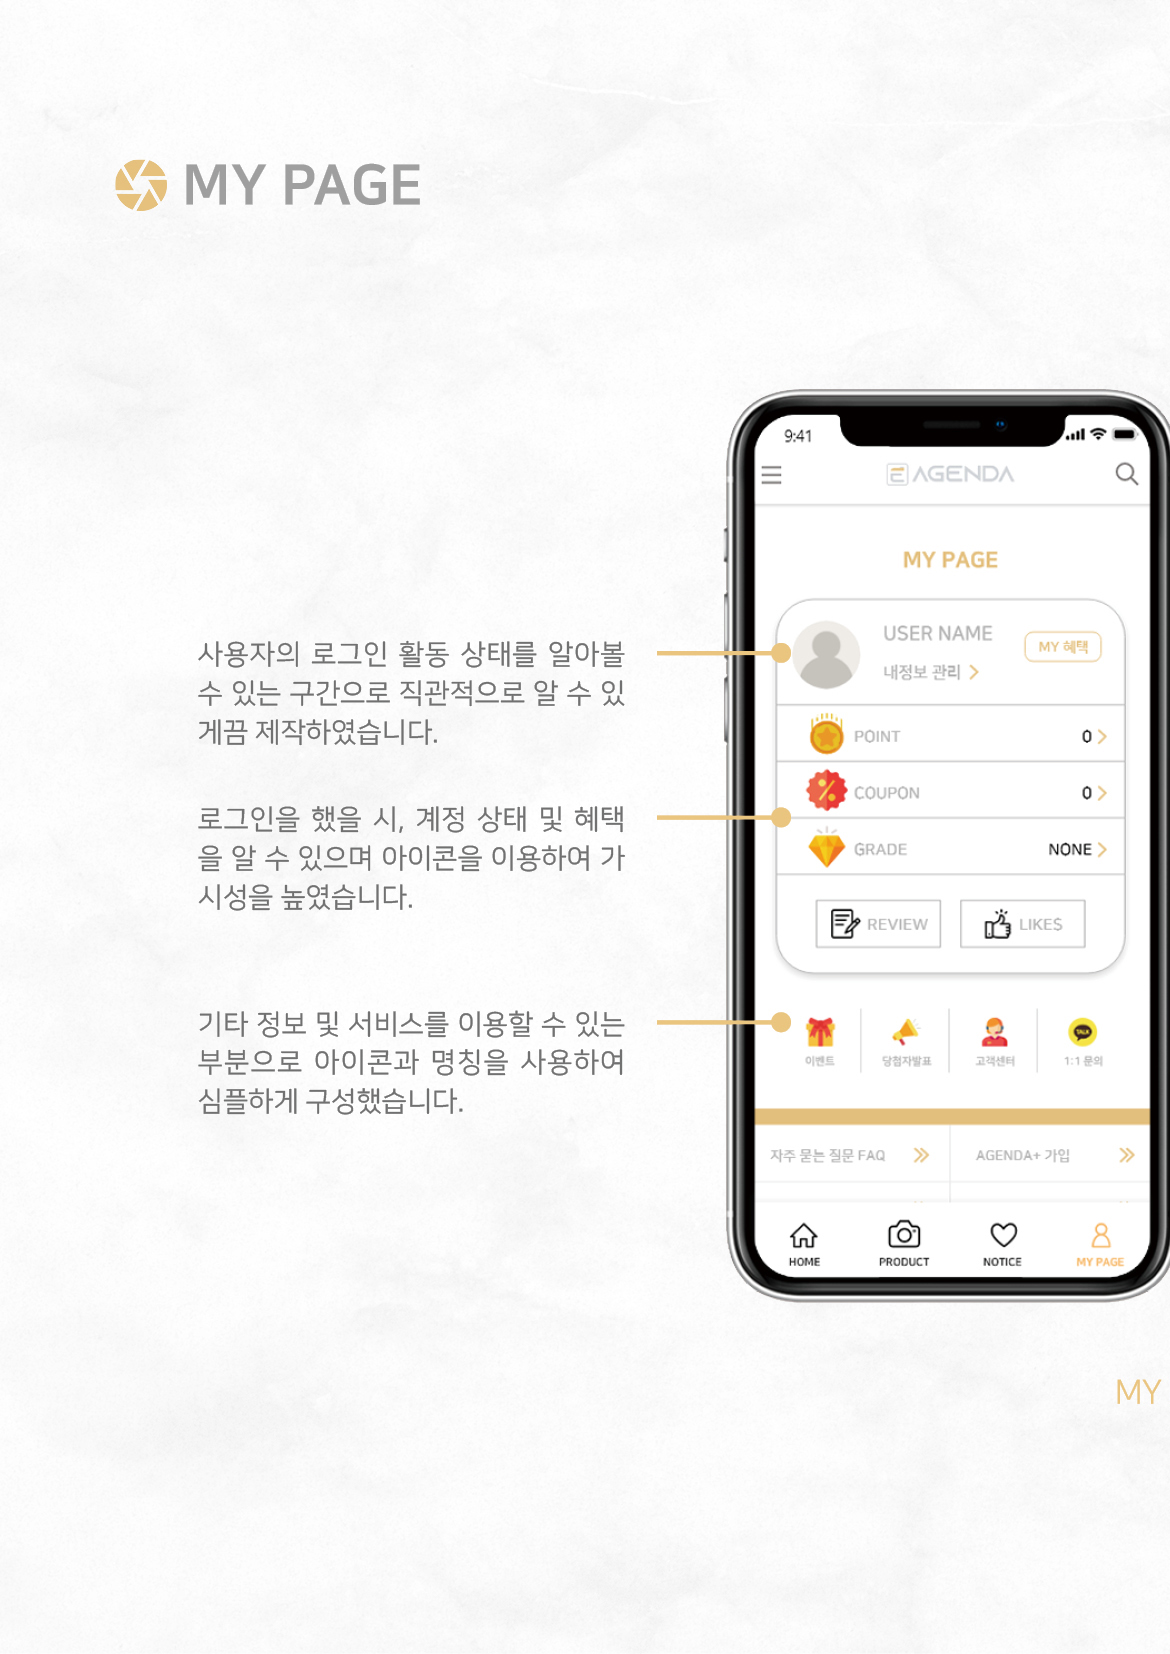 MY PAGE
사용자의 로그인 활동 상태를 알아볼
수 있는 구간으로 직관적으로 알 수 있
게끔 제작하였습니다.
로그인을 했을 시, 계정 상태 및 혜택
을 알 수 있으며 아이콘을 이용하여 가
시성을 높였습니다.
기타 정보 및 서비스를 이용할 수 있는
부분으로 아이콘과 명칭을 사용하여
심플하게 구성했습니다.
9:41
AGENDA
MY PAGE
USER NAME
MY 혜택
내정보 관리
POINT 0
COUPON 0
GRADE NONE
REVIEW LIKES
TALK
이벤트 당첨자발표 고객센터 1:1 문의
자주 묻는 질문 FAQ AGENDA+ 가입
HOME PRODUCT NOTICE MY PAGE
MY